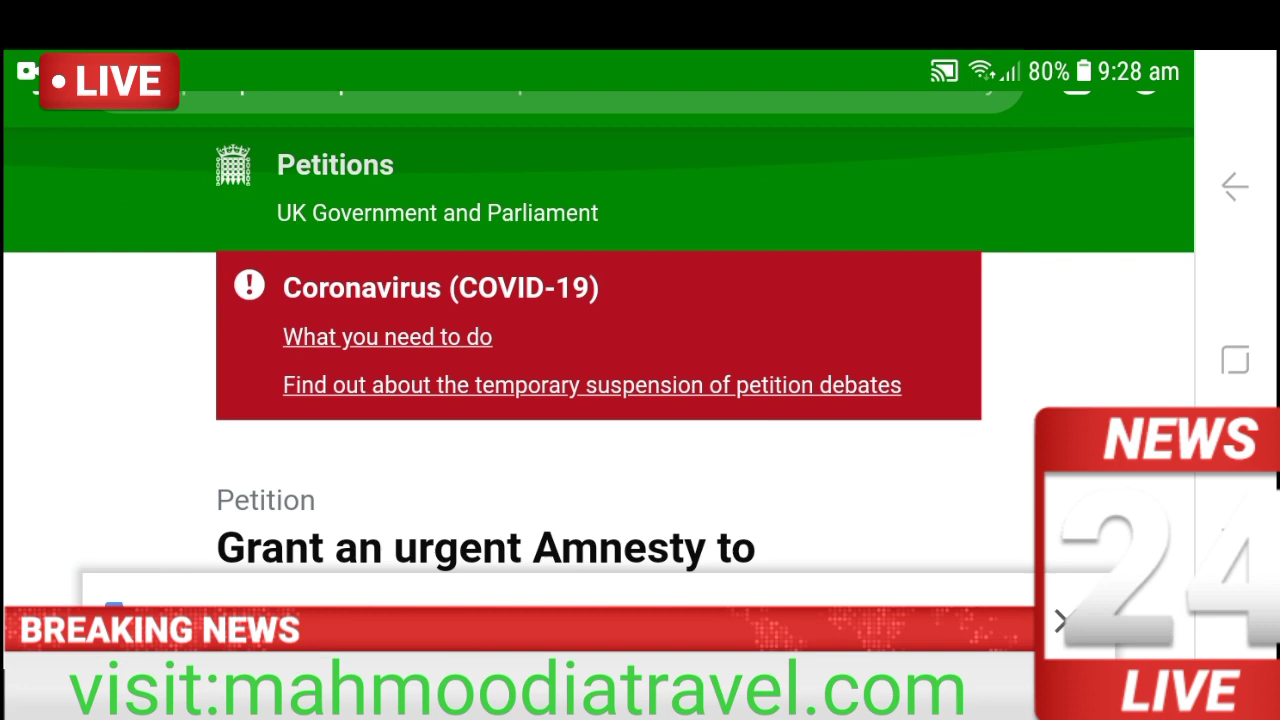 LIVE
80% 9:28 am
Petitions
UK Government and Parliament
Coronavirus (COVID-19)
What you need to do
Find out about the temporary suspension of petition debates
Petition
Grant an urgent Amnesty to
NEWS
24
LIVE
BREAKING NEWS
visit:mahmoodiatravel.com